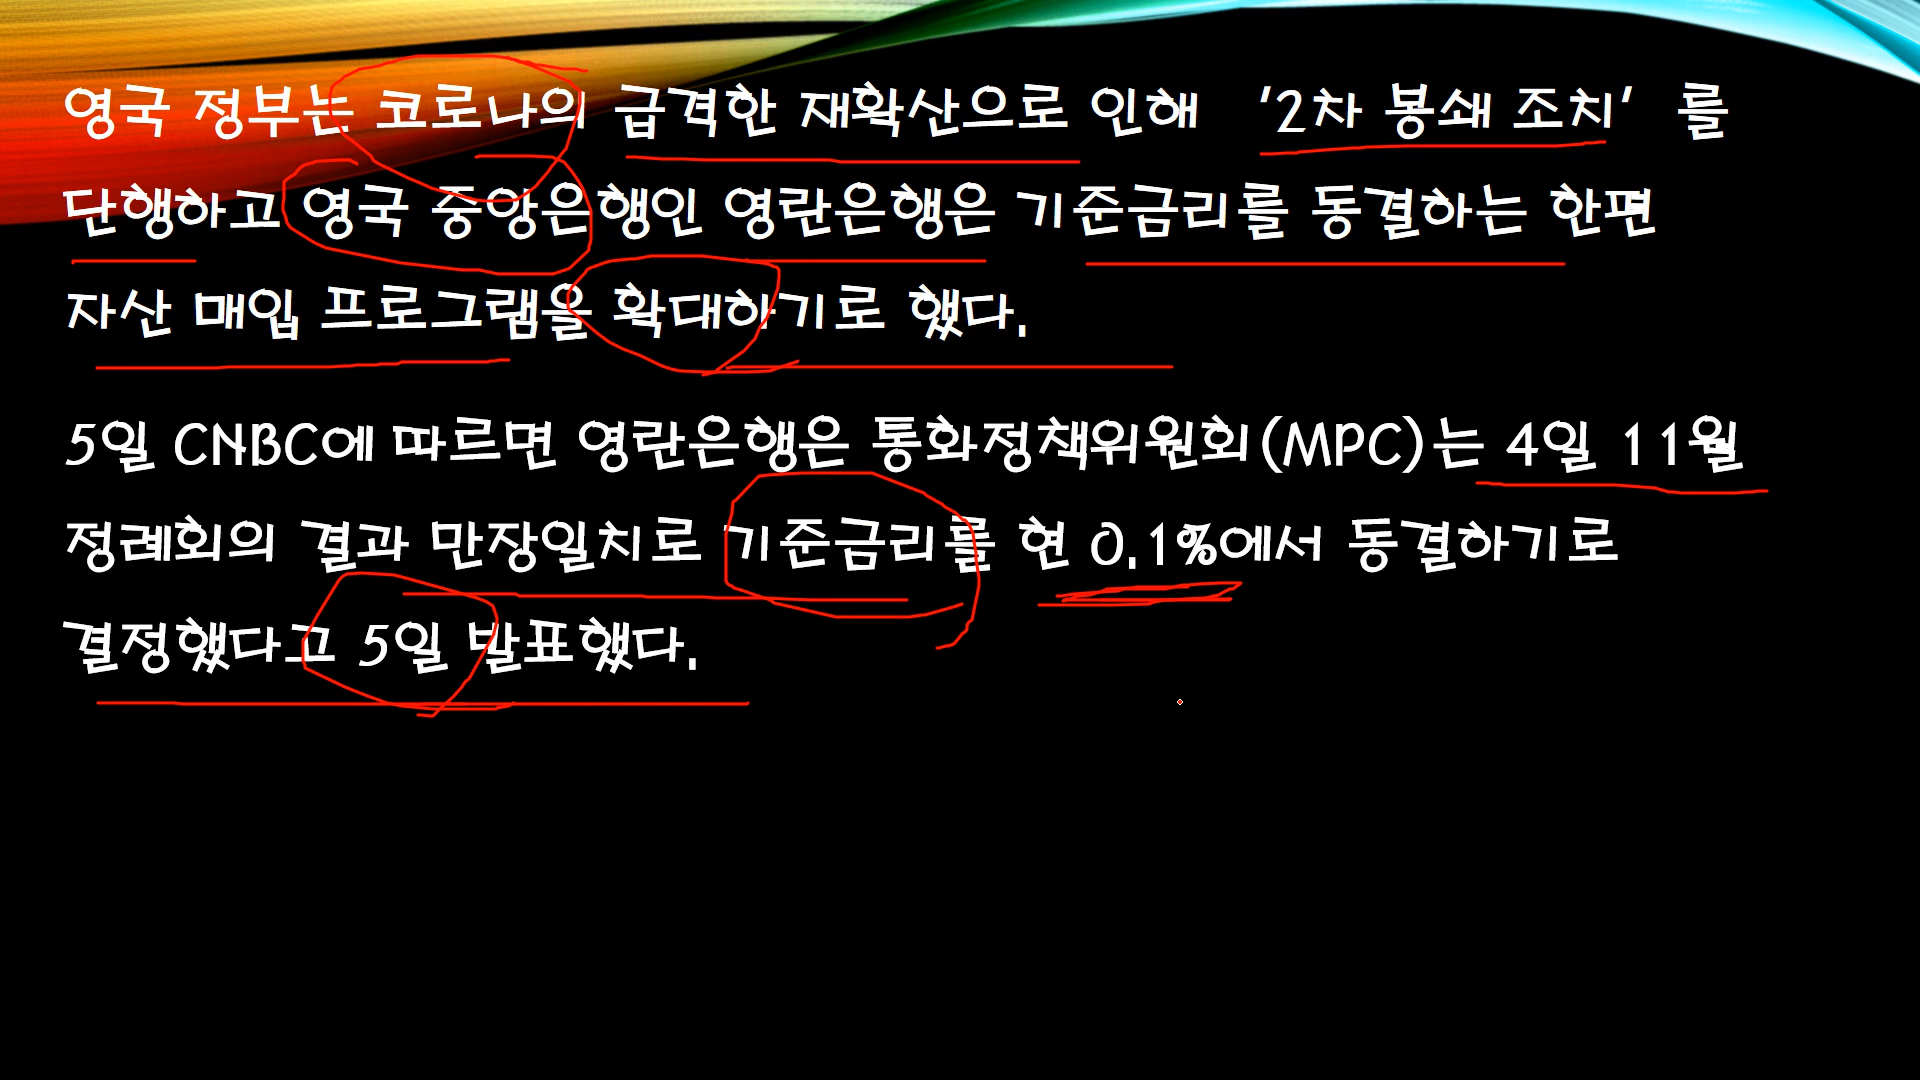 영국 정부는 코로나의 급격한 재확산으로 인해 '2차 봉쇄 조치' 를
단행하고 영국 중앙은행인 영란은행은 기준금리를 동결하는 한편
자산 매입 프로그램을 확대하기로 했다.
5일 CNBC에 따르면 영란은행은 통화정책위원회(MPC)는 4일 11월
정례회의 결과 만장일치로 기준금리를 현 0.1%에서 동결하기로
결정했다고 5일 발표했다.